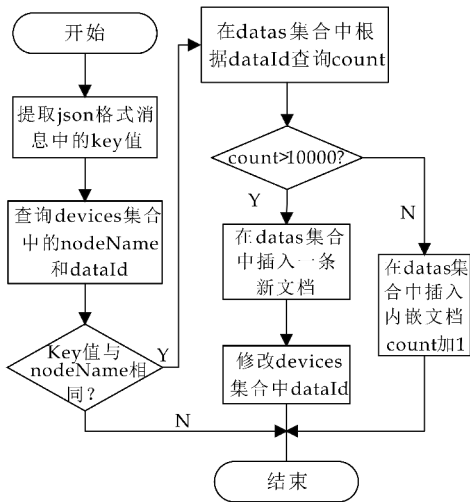 开始
提取json格式消
息中的key值
查询devices集合
中的nodeName
和dataId
Key值与
nodeName相
同?
Y
N
在datas集合中根
据dataId查询count
count>10000?
Y
N
在datas集合
中插入一条
新文档
修改devices
集合中dataId
在datas集
合中插入
内嵌文档
count加1
结束